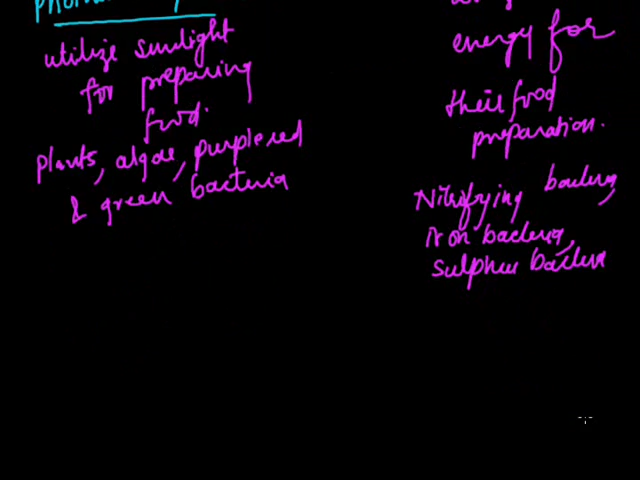 utilize sunlight
for preparing
food.
plants, algae, purple red
& green bacteria
energy for
their food
preparation.
Nitrifying bacteria,
iron bacteria,
sulphur bacteria